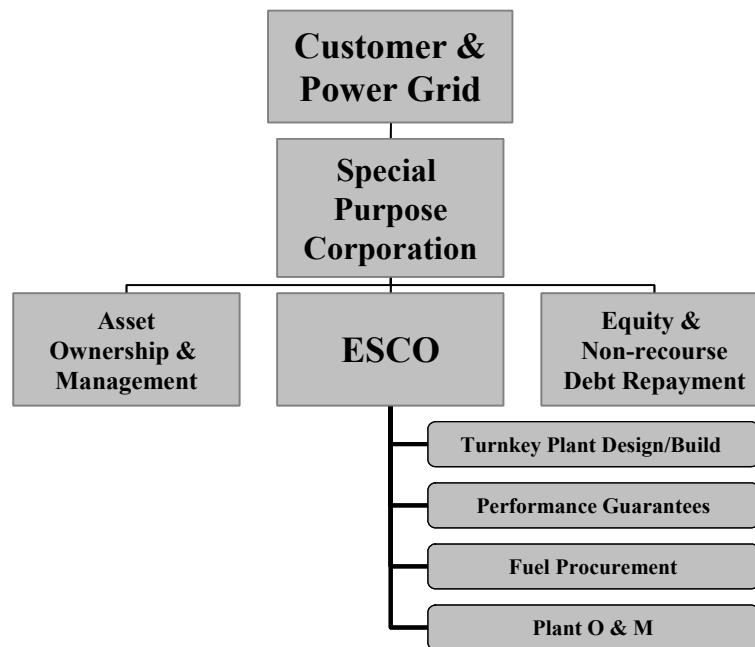 Customer &
Power Grid
Special
Purpose
Corporation
Asset
Ownership &
Management
ESCO
Equity &
Non-recourse
Debt Repayment
Turnkey Plant Design/Build
Performance Guarantees
Fuel Procurement
Plant O & M